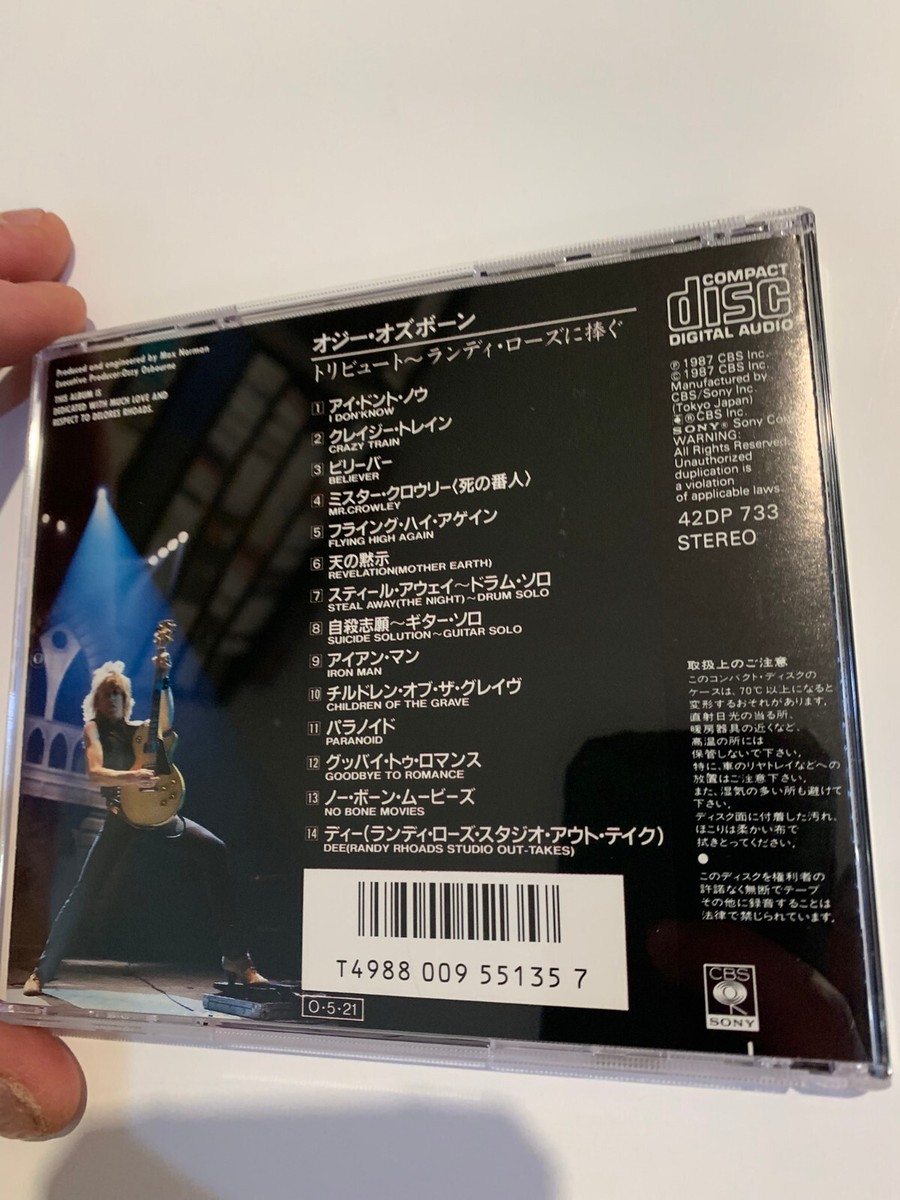 Produced and engineered by Max Norman
Executive Producer:Ozzy Osbourne
THIS ALBUM IS
DEDICATED WITH MUCH LOVE AND
RESPECT TO DELORES RHOADS.
オジー・オズボーン
トリビュート〜ランディ・ローズに捧ぐ
1 アイ・ドント・ノウ
I DON'KNOW
2 クレイジー・トレイン
CRAZY TRAIN
3 ビリーバー
BELIEVER
4 ミスター・クロウリー〈死の番人〉
MR.CROWLEY
5 フライング・ハイ・アゲイン
FLYING HIGH AGAIN
6 天の黙示
REVELATION(MOTHER EARTH)
7 スティール・アウェイ〜ドラム・ソロ
STEAL AWAY(THE NIGHT)〜DRUM SOLO
8 自殺志願〜ギター・ソロ
SUICIDE SOLUTION〜GUITAR SOLO
9 アイアン・マン
IRON MAN
10 チルドレン・オブ・ザ・グレイヴ
CHILDREN OF THE GRAVE
11 パラノイド
PARANOID
12 グッバイ・トゥ・ロマンス
GOODBYE TO ROMANCE
13 ノー・ボーン・ムービーズ
NO BONE MOVIES
14 ディー(ランディ・ローズ・スタジオ・アウト・テイク)
DEE(RANDY RHOADS STUDIO OUT-TAKES)
T4988 009 55135 7
O・5・21
COMPACT
disc
DIGITAL AUDIO
Ⓟ 1987 CBS Inc.
© 1987 CBS Inc.
Manufactured by
CBS/Sony Inc.
(Tokyo Japan)
®CBS Inc.
SONY® Sony Co
WARNING:
All Rights Reserved.
Unauthorized
duplication is
a violation
of applicable laws.
42DP 733
STEREO
取扱上のご注意
このコンパクト・ディスクの
ケースは、70℃以上になると
変形するおそれがあります。
直射日光の当る所、
暖房器具の近くなど、
高温の所には
保管しないで下さい。
特に、車のリヤトレイなどへの
放置はご注意下さい。
また、湿気の多い所も避けて
下さい。
ディスク面に付着した汚れ、
ほこりは柔かい布で
拭きとってください。
このディスクを権利者の
許諾なく無断でテープ
その他に録音することは
法律で禁じられています。
CBS
SONY